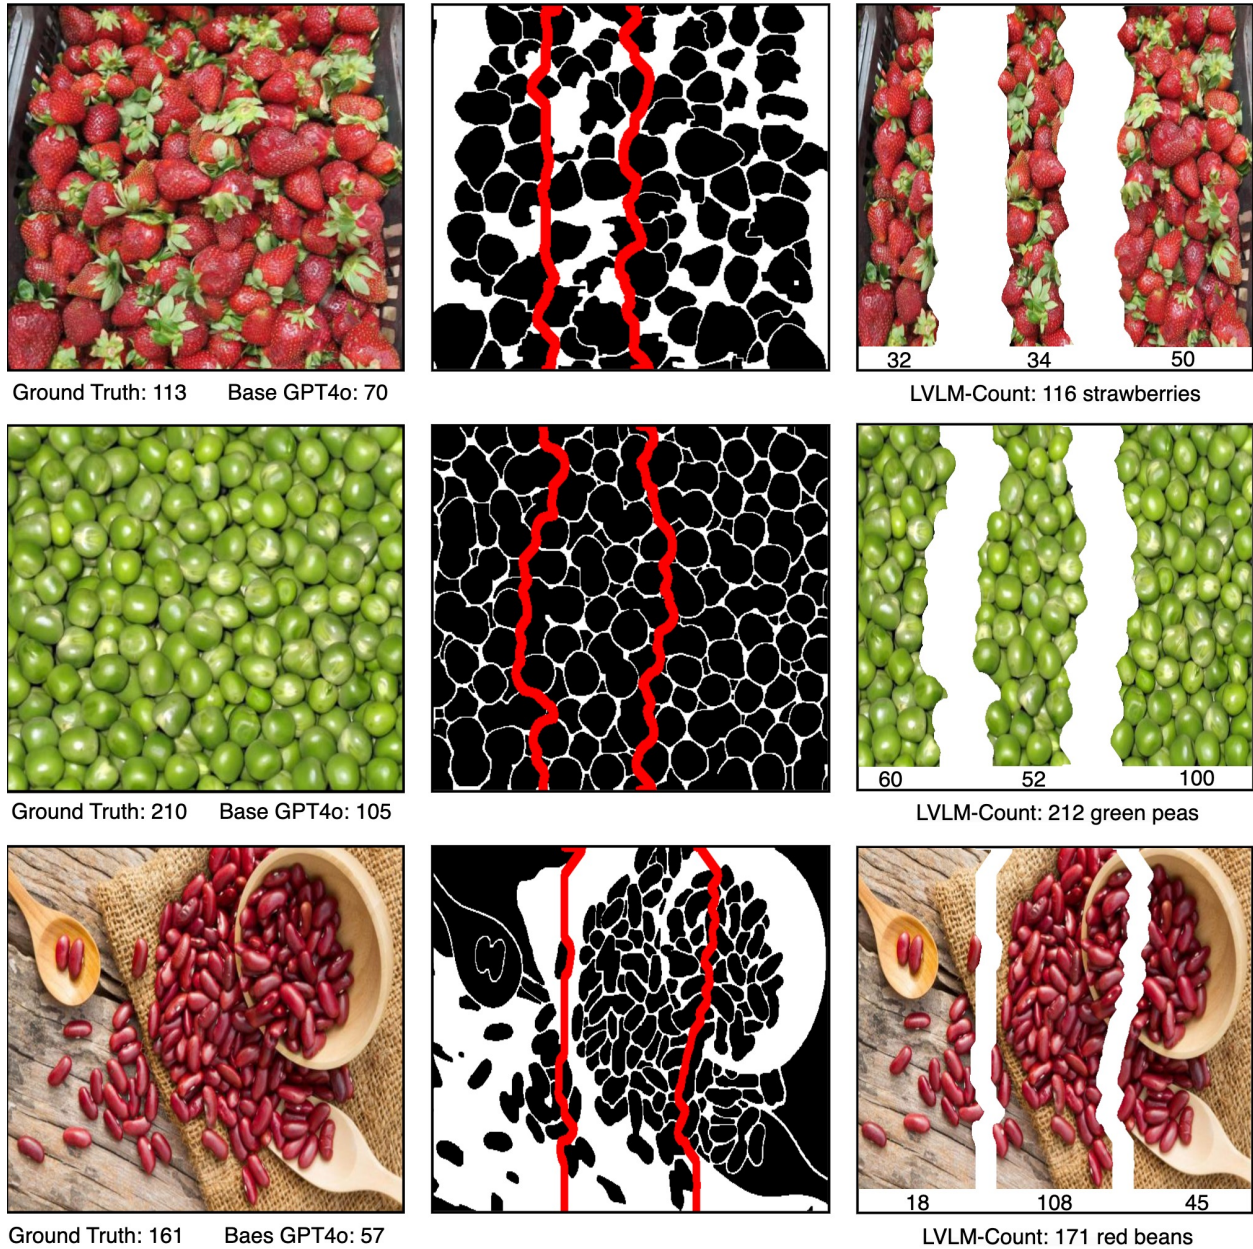 32 34 50
Ground Truth: 113 Base GPT4o: 70 LVLM-Count: 116 strawberries
60 52 100
Ground Truth: 210 Base GPT4o: 105 LVLM-Count: 212 green peas
18 108 45
Ground Truth: 161 Baes GPT4o: 57 LVLM-Count: 171 red beans